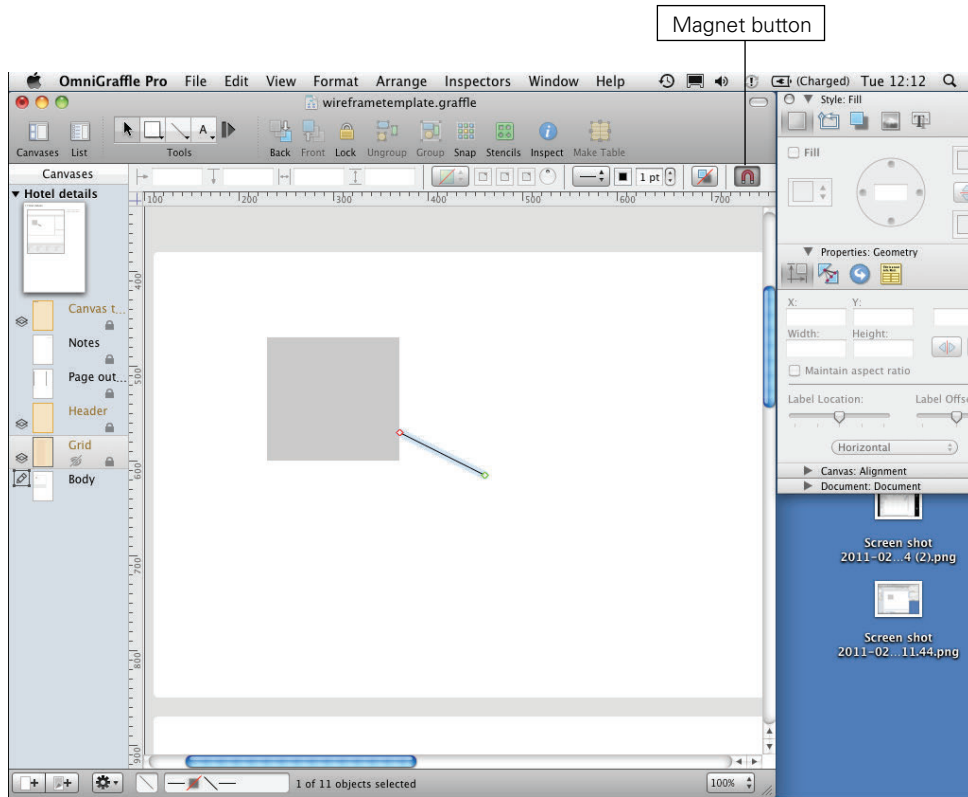 Magnet button
OmniGraffle Pro File Edit View Format Arrange Inspectors Window Help (Charged) Tue 12:12
wireframetemplate.graffle
Style: Fill
A
Canvases List Tools Back Front Lock Ungroup Group Snap Stencils Inspect Make Table
Fill
Canvases
1 pt
Hotel details
100 200 300 400 500 600 700
Properties: Geometry
400
X: Y:
Canvas t...
Width: Height:
Notes
Maintain aspect ratio
Page out...
500
Label Location: Label Offse
Header
Horizontal
Grid
600
Canvas: Alignment
Body
Document: Document
Screen shot
2011-02...4 (2).png
700
Screen shot
2011-02...11.44.png
800
900
1 of 11 objects selected
100%